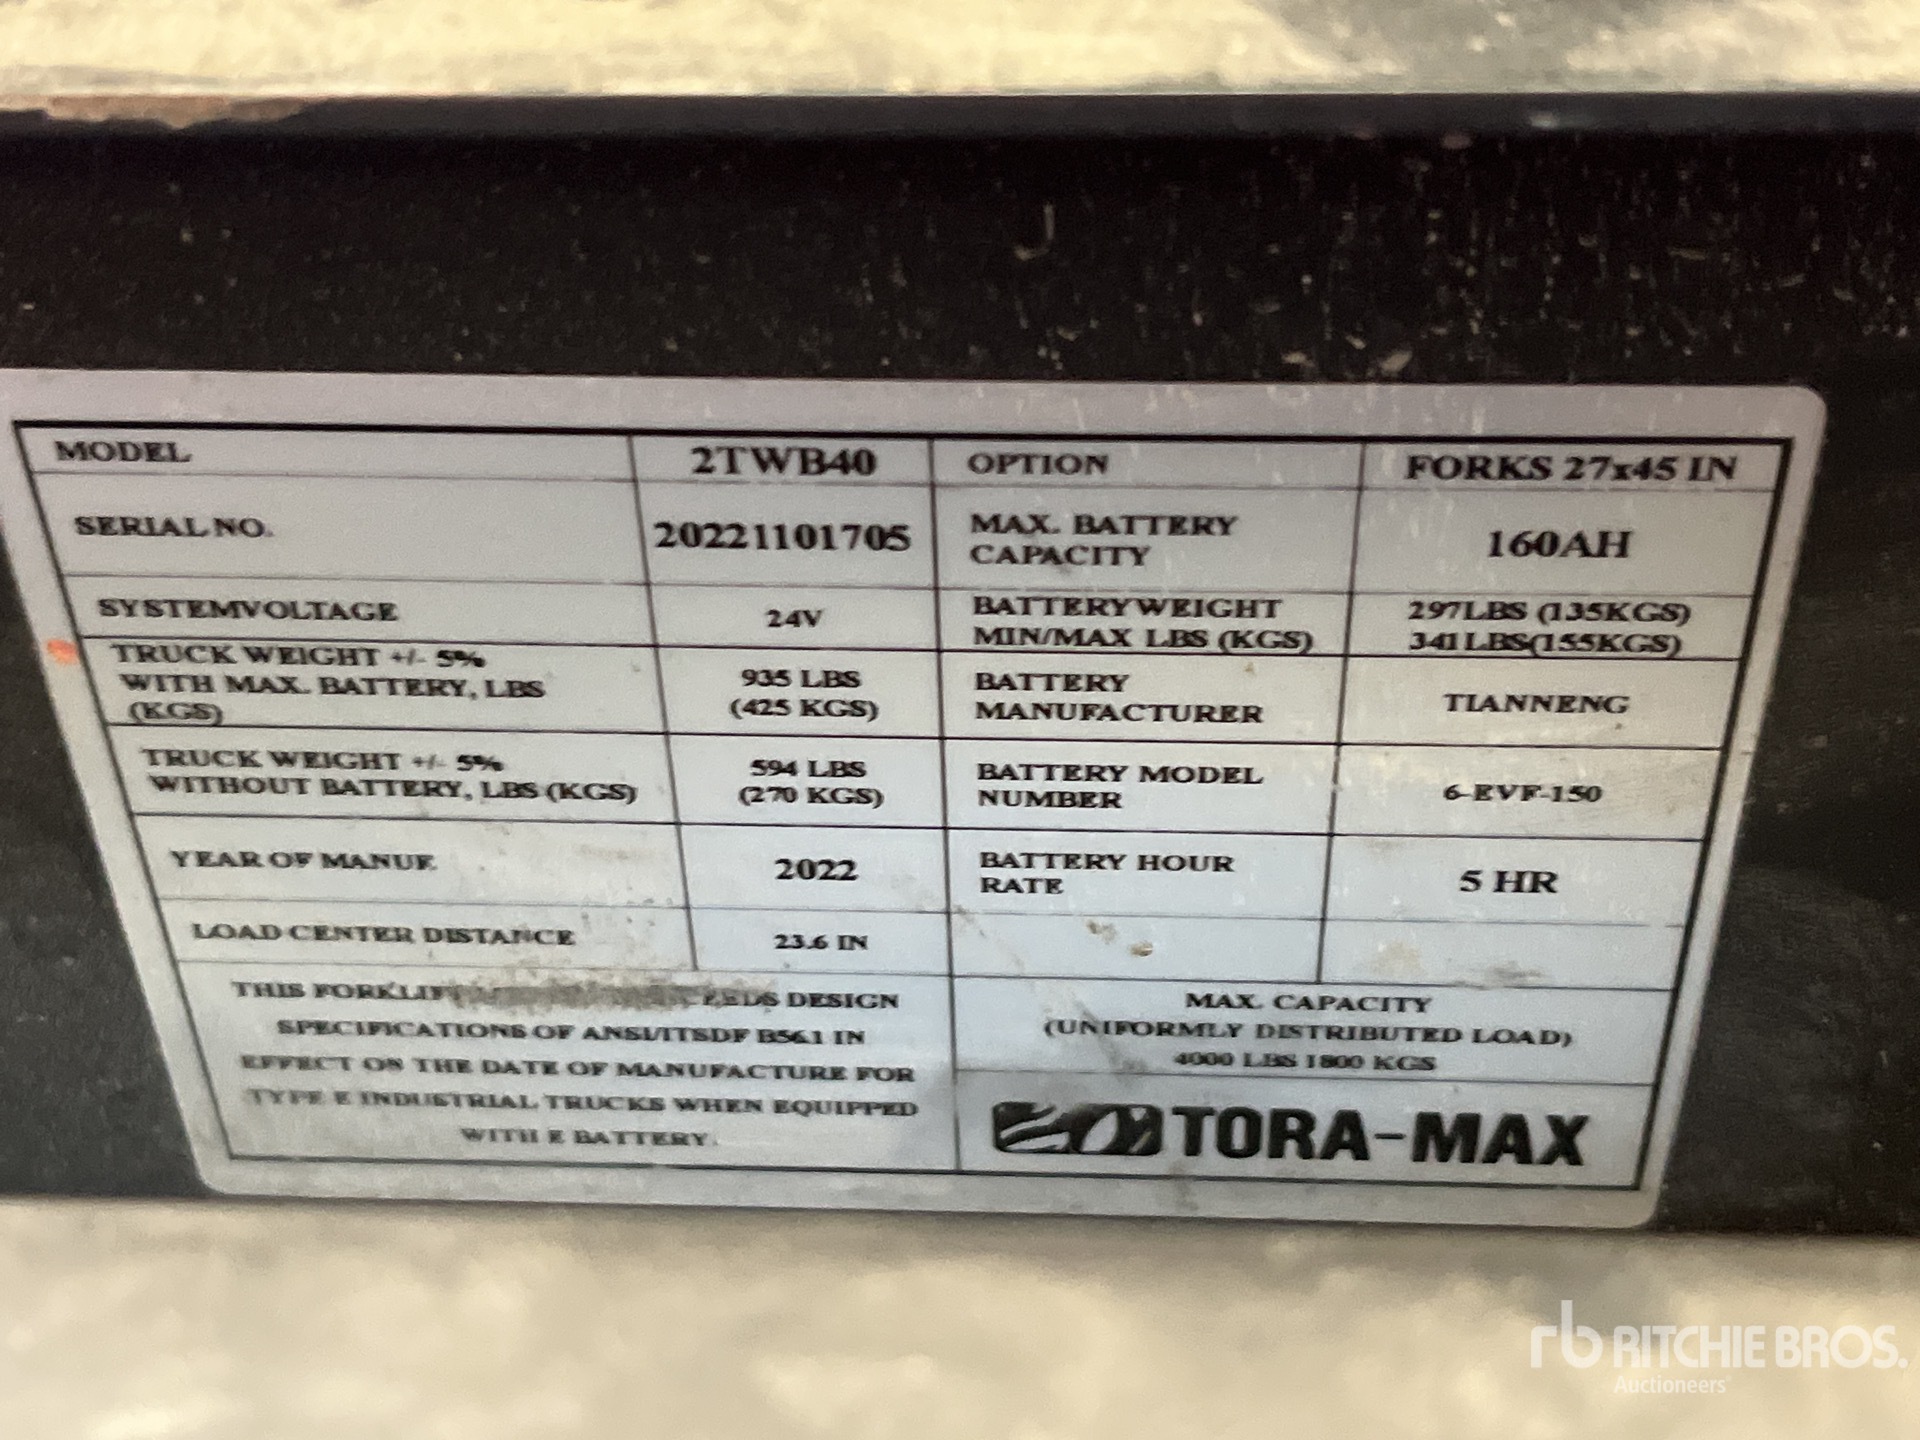 MODEL 2TWB40 OPTION FORKS 27x45 IN
SERIAL NO. 20221101705 MAX. BATTERY
CAPACITY 160AH
SYSTEMVOLTAGE 24V BATTERYWEIGHT
MIN/MAX LBS (KGS) 297LBS (135KGS)
341LBS(155KGS)
TRUCK WEIGHT +/- 5%
WITH MAX. BATTERY, LBS
(KGS) 935 LBS
(425 KGS) BATTERY
MANUFACTURER TIANNENG
TRUCK WEIGHT +/- 5%
WITHOUT BATTERY, LBS (KGS) 594 LBS
(270 KGS) BATTERY MODEL
NUMBER 6-EVF-150
YEAR OF MANUF. 2022 BATTERY HOUR
RATE 5 HR
LOAD CENTER DISTANCE 23.6 IN
THIS DESIGN
SPECIFICATIONS OF ANSI/ITSDF B56.1 IN
EFFECT ON THE DATE OF MANUFACTURE FOR
TYPE E INDUSTRIAL TRUCKS WHEN EQUIPPED
WITH E BATTERY.
MAX. CAPACITY
(UNIFORMLY DISTRIBUTED LOAD)
4000 LBS 1800 KGS
TORA-MAX
rb RITCHIE BROS.
Auctioneers